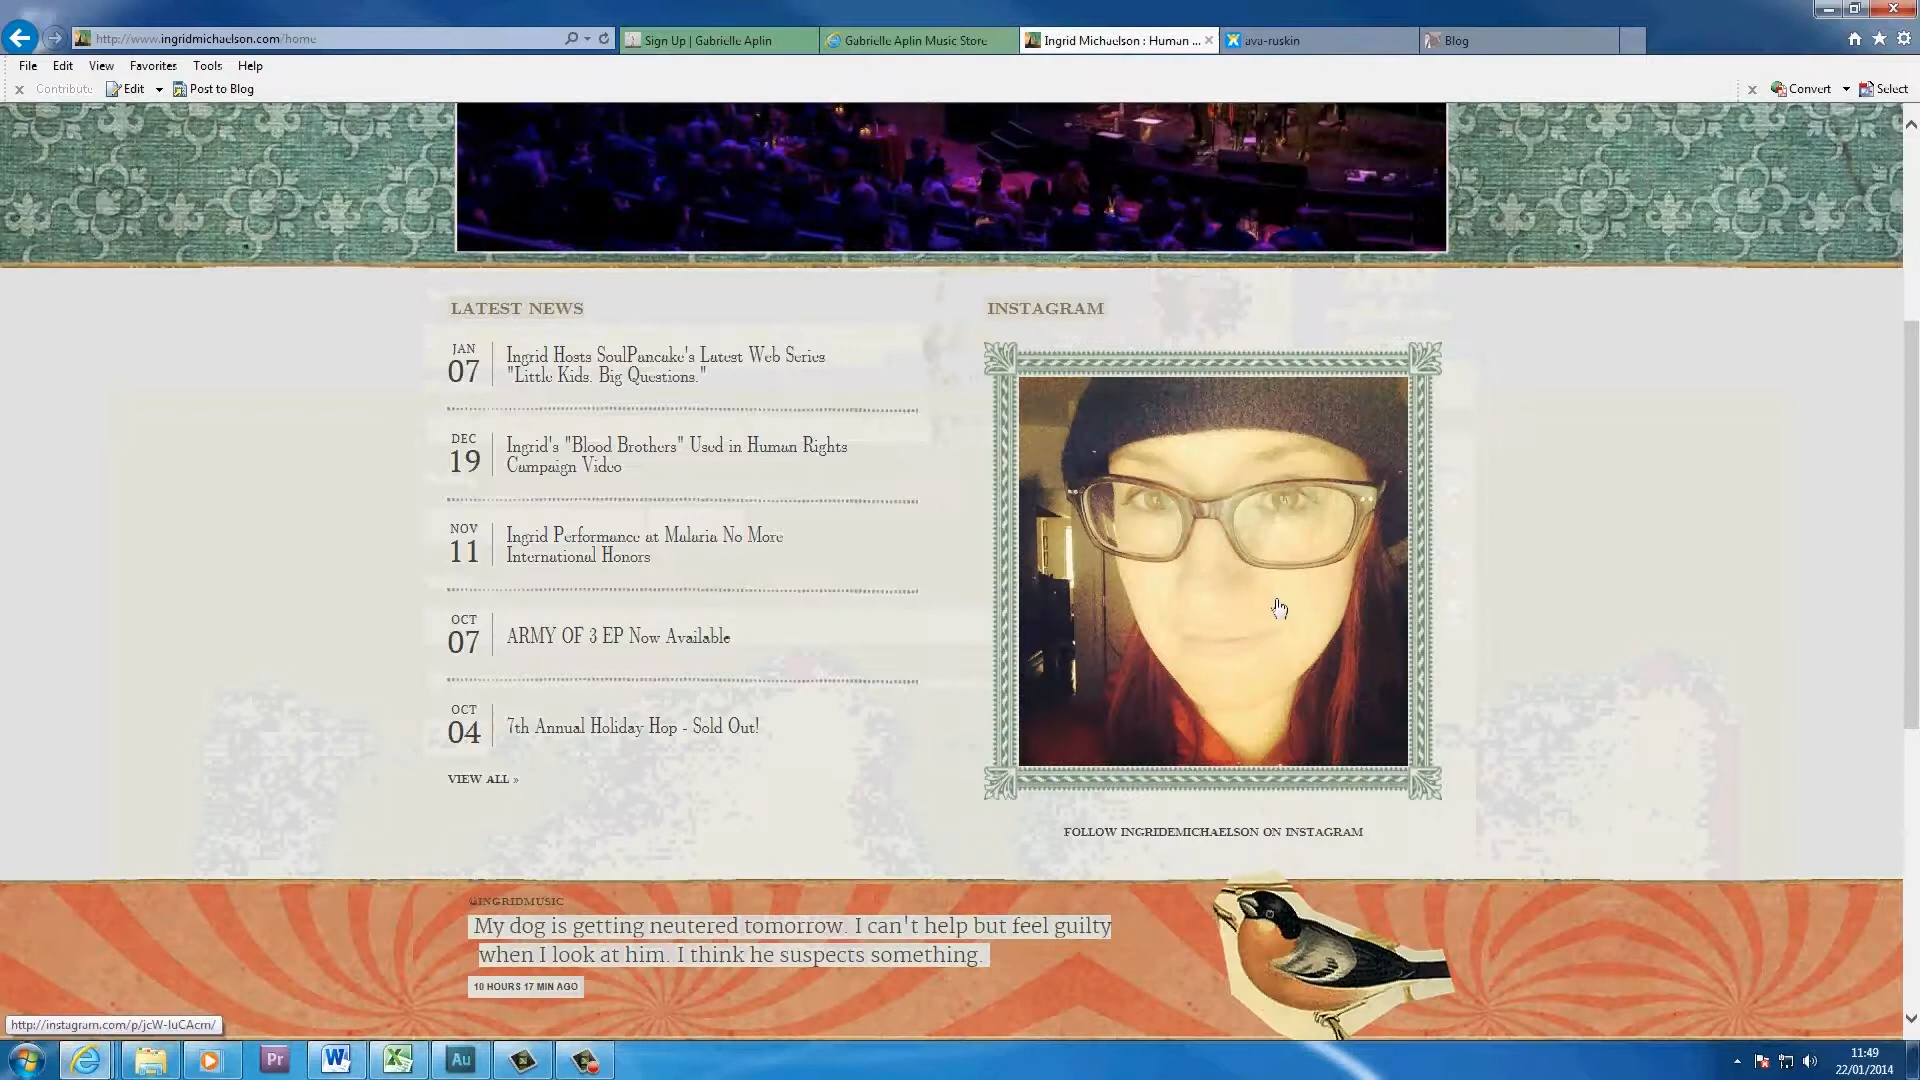 http://www.ingridmichaelson.com/home
Sign Up | Gabrielle Aplin
Gabrielle Aplin Music Store
Ingrid Michaelson : Human ...
ava-ruskin
Blog
File Edit View Favorites Tools Help
x Contribute Edit Post to Blog
x Convert Select
LATEST NEWS
JAN
07
Ingrid Hosts SoulPancake's Latest Web Series
"Little Kids. Big Questions."
DEC
19
Ingrid's "Blood Brothers" Used in Human Rights
Campaign Video
NOV
11
Ingrid Performance at Malaria No More
International Honors
OCT
07
ARMY OF 3 EP Now Available
OCT
04
7th Annual Holiday Hop - Sold Out!
VIEW ALL »
INSTAGRAM
FOLLOW INGRIDEMICHAELSON ON INSTAGRAM
@INGRIDMUSIC
My dog is getting neutered tomorrow. I can't help but feel guilty
when I look at him. I think he suspects something.
10 HOURS 17 MIN AGO
http://instagram.com/p/jcW-IuCAcm/
Pr
W
X
Au
11:49
22/01/2014